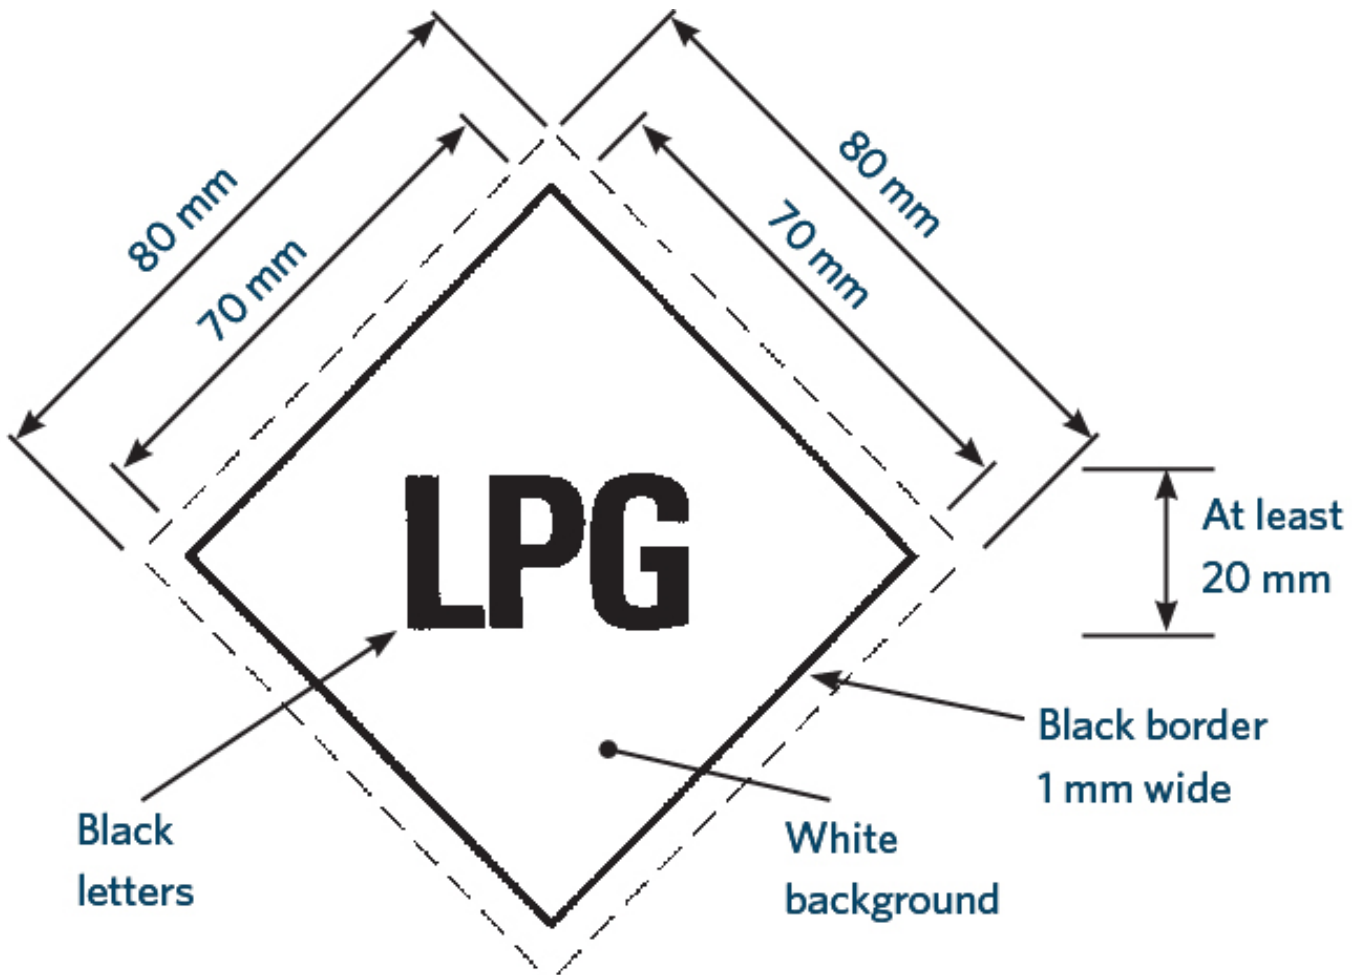 80 mm
70 mm
80 mm
70 mm
LPG
At least
20 mm
Black border
1 mm wide
Black
letters
White
background